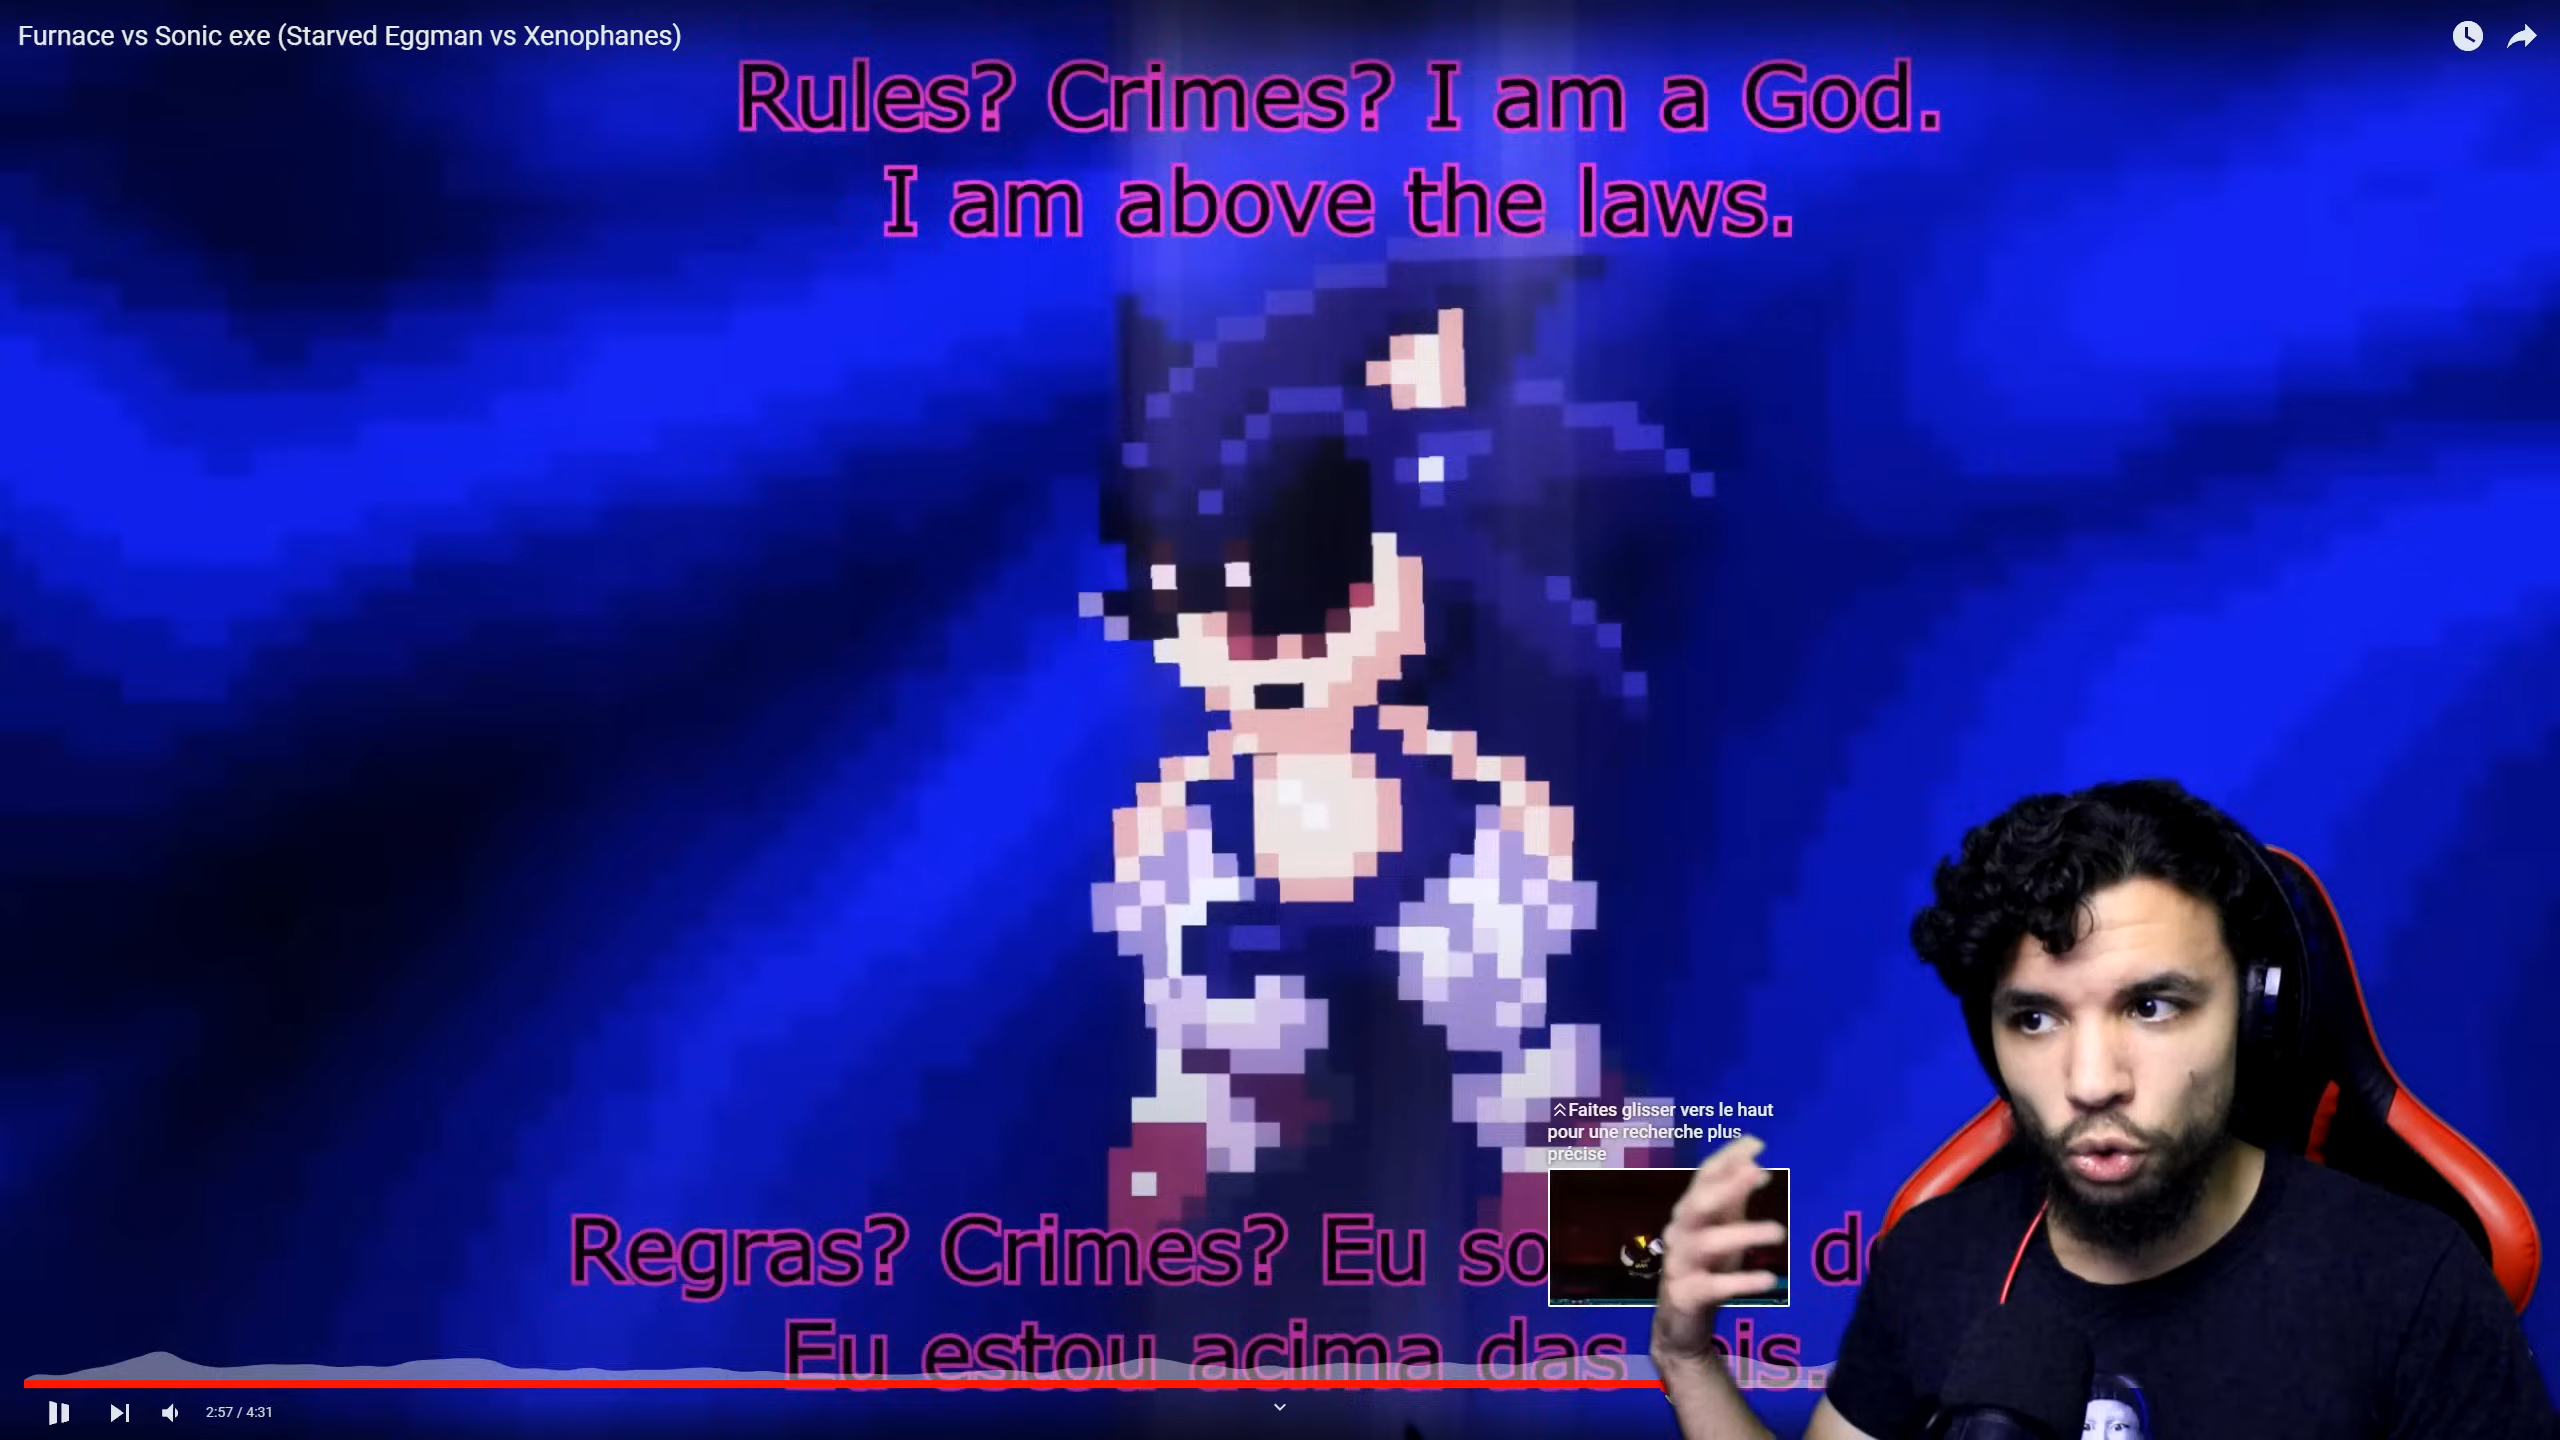 Furnace vs Sonic exe (Starved Eggman vs Xenophanes)
Rules? Crimes? I am a God.
I am above the laws.
Faites glisser vers le haut
pour une recherche plus
précise
Regras? Crimes? Eu
Eu estou acima das
2:57 / 4:31